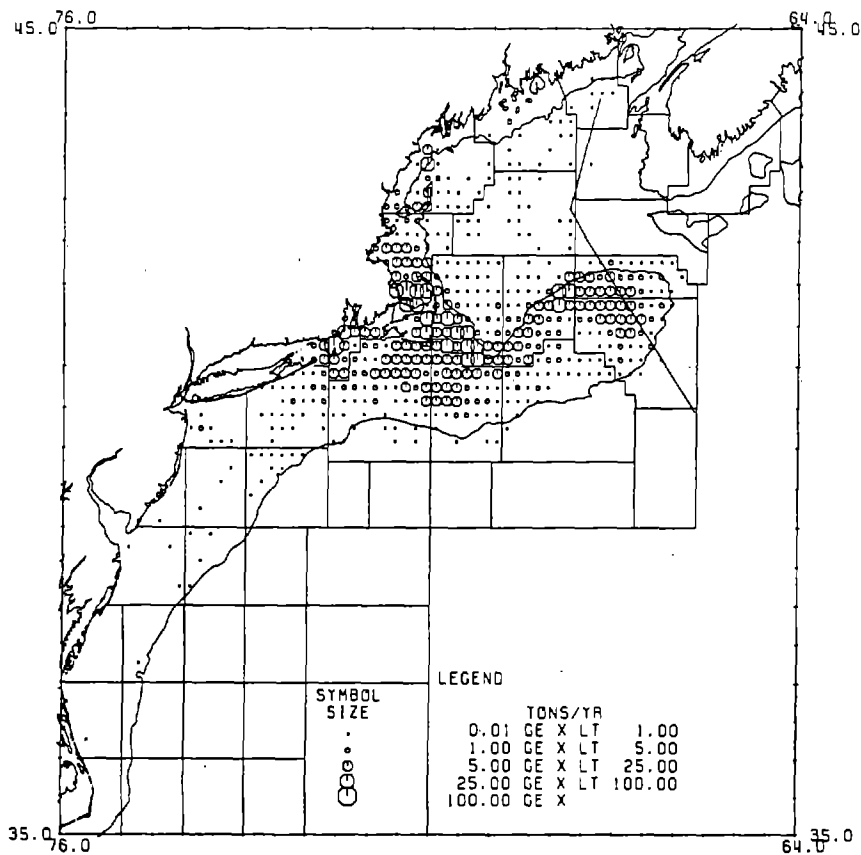 76.0 64.0
45.0 45.0
LEGEND
SYMBOL
SIZE
TONS/YR
0.01 GE X LT 1.00
1.00 GE X LT 5.00
5.00 GE X LT 25.00
25.00 GE X LT 100.00
100.00 GE X
35.0 35.0
76.0 64.0